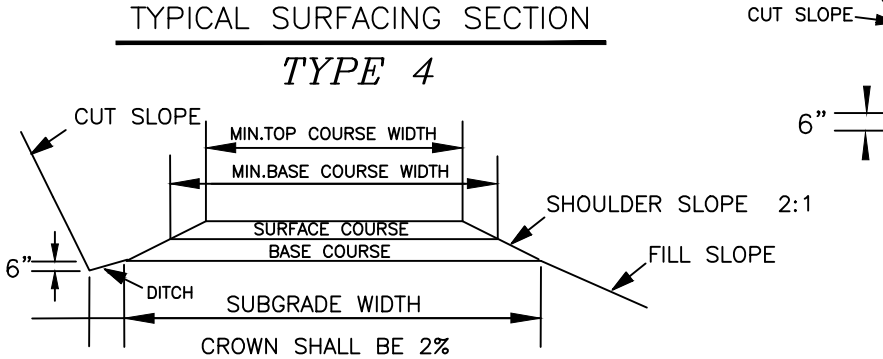 TYPICAL SURFACING SECTION
TYPE 4
CUT SLOPE
CUT SLOPE
MIN.TOP COURSE WIDTH
6”
MIN.BASE COURSE WIDTH
SHOULDER SLOPE 2:1
SURFACE COURSE
BASE COURSE
FILL SLOPE
6”
DITCH
SUBGRADE WIDTH
CROWN SHALL BE 2%